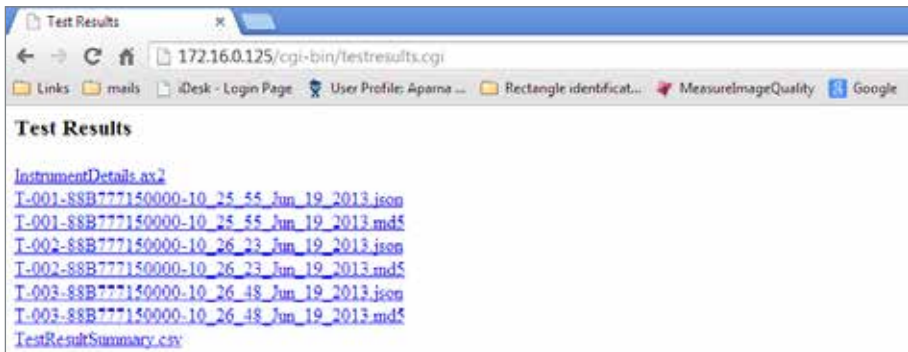 Test Results
172.16.0.125/cgi-bin/testresults.cgi
Links mails iDesk - Login Page User Profile: Aparna ... Rectangle identificat... MeasureImageQuality Google
Test Results
InstrumentDetails.ax2
T-001-88B777150000-10_25_55_Jun_19_2013.json
T-001-88B777150000-10_25_55_Jun_19_2013.md5
T-002-88B777150000-10_26_23_Jun_19_2013.json
T-002-88B777150000-10_26_23_Jun_19_2013.md5
T-003-88B777150000-10_26_48_Jun_19_2013.json
T-003-88B777150000-10_26_48_Jun_19_2013.md5
TestResultSummary.csv